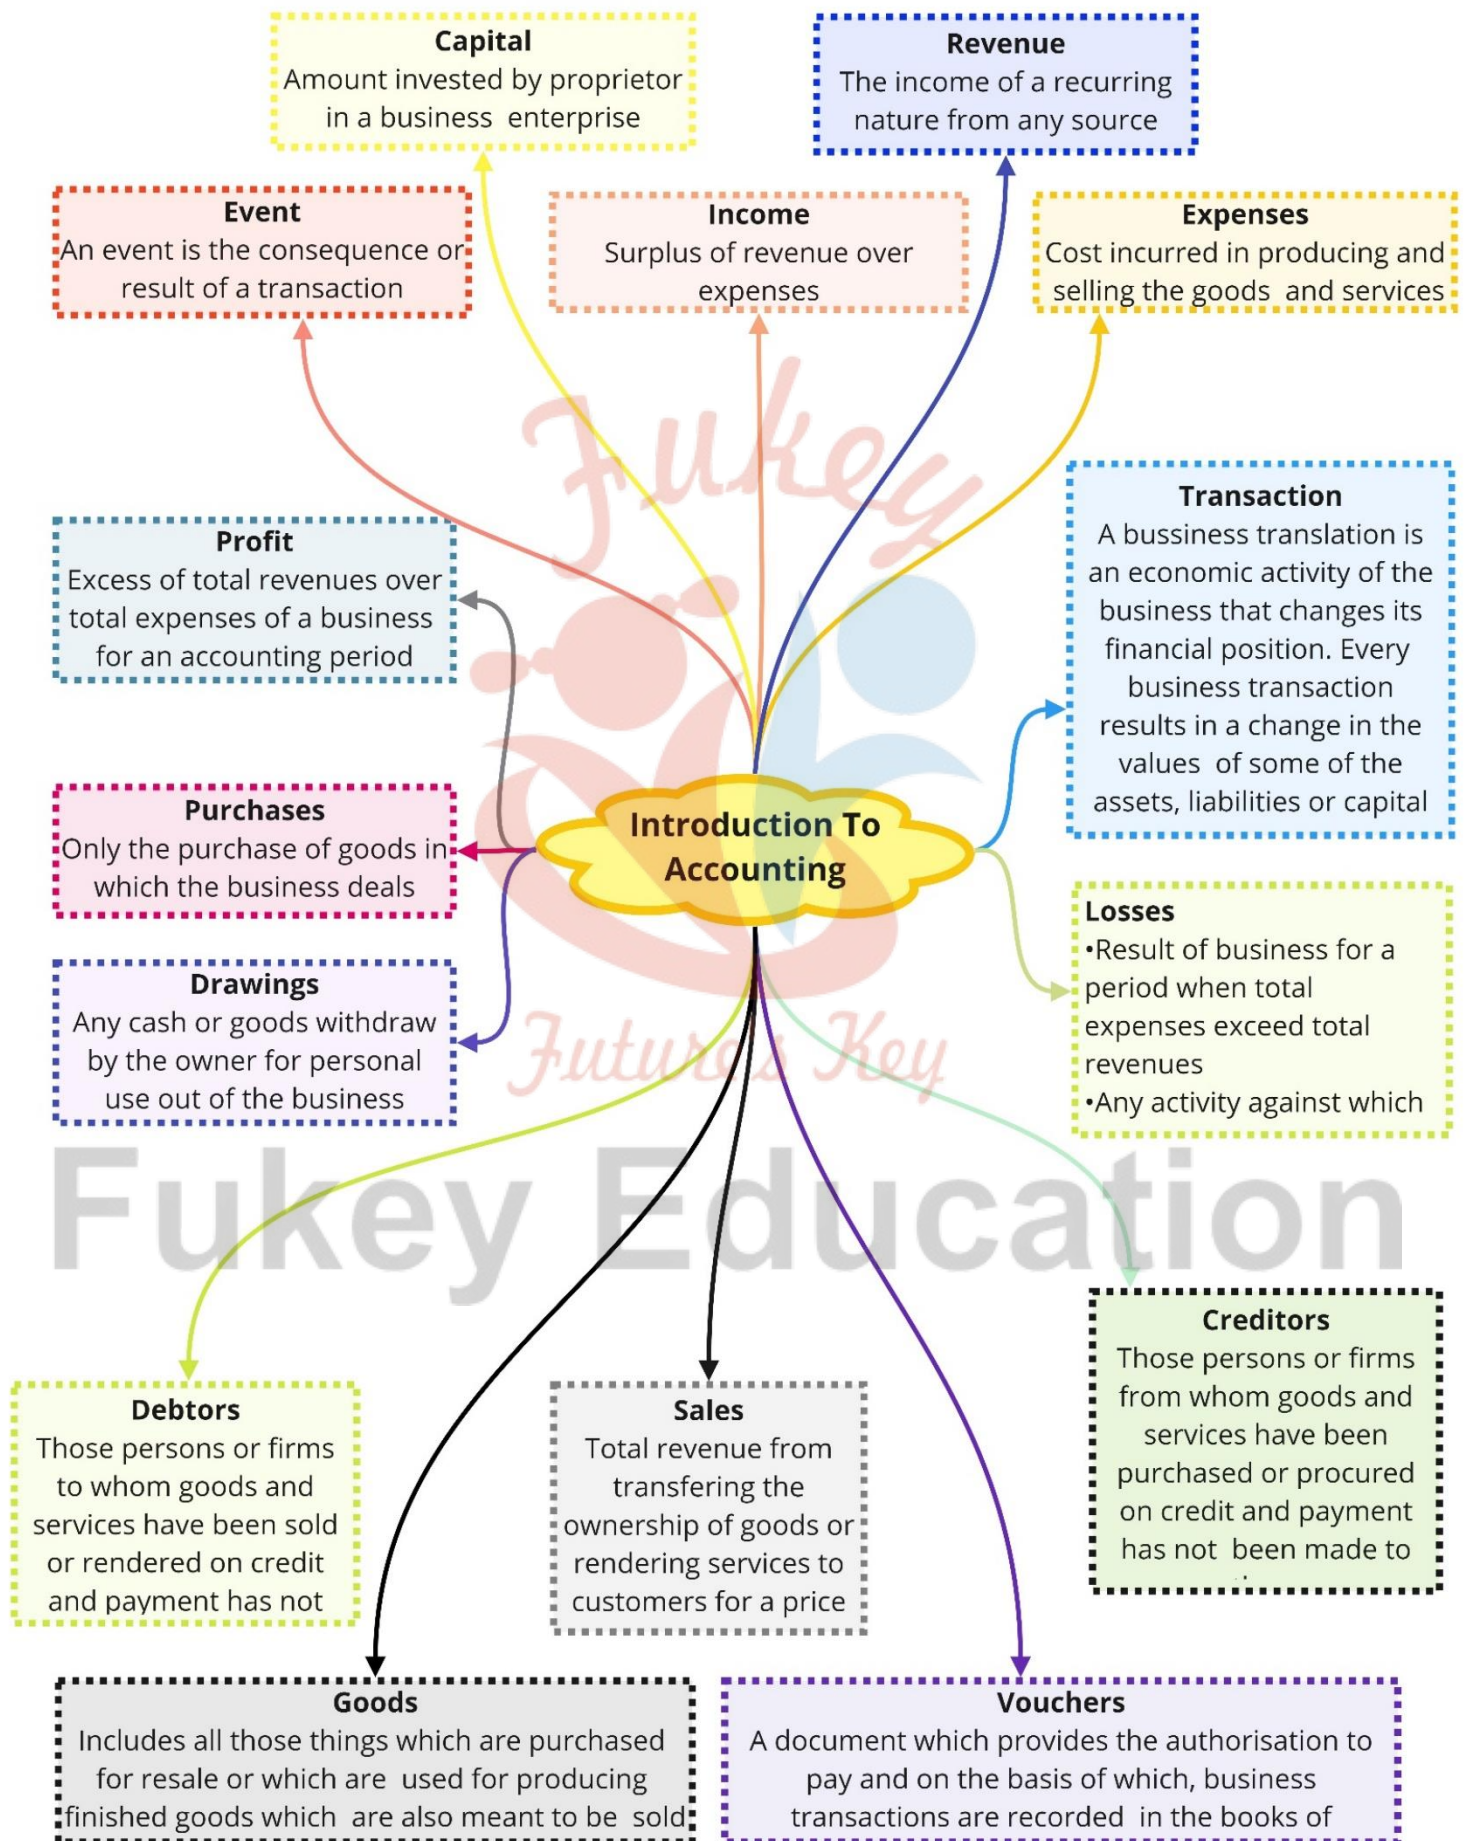 Capital
Amount invested by proprietor
in a business enterprise
Revenue
The income of a recurring
nature from any source
Event
An event is the consequence or
result of a transaction
Income
Surplus of revenue over
expenses
Expenses
Cost incurred in producing and
selling the goods and services
Fukey
Transaction
A bussiness translation is
an economic activity of the
business that changes its
financial position. Every
business transaction
results in a change in the
values of some of the
assets, liabilities or capital
Profit
Excess of total revenues over
total expenses of a business
for an accounting period
Introduction To
Accounting
Purchases
Only the purchase of goods in
which the business deals
Losses
•Result of business for a
period when total
expenses exceed total
revenues
•Any activity against which
Drawings
Any cash or goods withdraw
by the owner for personal
use out of the business
Futures Key
Fukey Education
Creditors
Those persons or firms
from whom goods and
services have been
purchased or procured
on credit and payment
has not been made to
Debtors
Those persons or firms
to whom goods and
services have been sold
or rendered on credit
and payment has not
Sales
Total revenue from
transfering the
ownership of goods or
rendering services to
customers for a price
Goods
Includes all those things which are purchased
for resale or which are used for producing
finished goods which are also meant to be sold
Vouchers
A document which provides the authorisation to
pay and on the basis of which, business
transactions are recorded in the books of